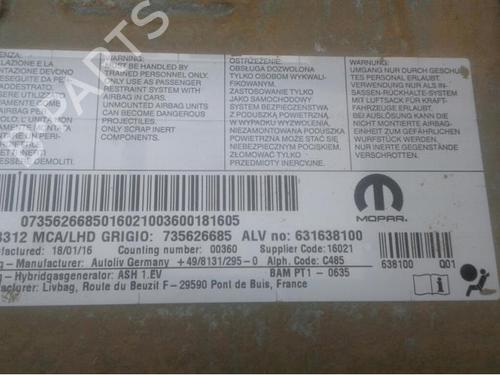 WARNING:
MUST BE HANDLED BY
TRAINED PERSONNEL ONLY.
ONLY USE AS PASSENGER
RESTRAINT SYSTEM WITH
AIRBAG IN CARS.
UNMOUNTED AIRBAG UNITS
CAN BECOME DANGEROUS
PROJECTILES.
ONLY SCRAP INERT
COMPONENTS.
OSTRZEŻENIE:
OBSŁUGA DOZWOLONA
TYLKO OSOBOM WYKWALI-
FIKOWANYM.
ZASTOSOWANIE TYLKO
JAKO SAMOCHODOWY
SYSTEM BEZPIECZEŃSTWA
Z PODUSZKĄ POWIETRZNĄ.
NIEZAMONTOWANA PODUSZKA
POWIETRZNA MOŻE STAĆ SIĘ
NIEBEZPIECZNYM POCISKIEM.
ZŁOMOWAĆ TYLKO
PRZEDMIOTY INERCYJNE.
WARNUNG:
UMGANG NUR DURCH GESCHUL-
TES PERSONAL ERLAUBT.
VERWENDUNG NUR ALS IN-
SASSEN-RÜCKHALTE-SYSTEM
MIT LUFTSACK FÜR KRAFT-
FAHRZEUGE ERLAUBT.
BEI AUSLÖSUNG KANN DIE
NICHT MONTIERTE AIRBAG-
EINHEIT ZUM GEFÄHRLICHEN
WURFSTÜCK WERDEN.
NUR INERTE GEGENSTÄNDE
VERSCHROTTEN.
MOPAR
0735626685016021003600181605
312 MCA/LHD GRIGIO: 735626685 ALV no: 631638100
factured: 18/01/16 Counting number: 00360 Supplier Code: 16021
Manufacturer: Autoliv Germany +49/8131/295-0 Alph. Code: C485
- Hybridgasgenerator: ASH 1.EV BAM PT1 - 0635
facturer: Livbag, Route du Beuzit F - 29590 Pont de Buis, France
638100 Q01